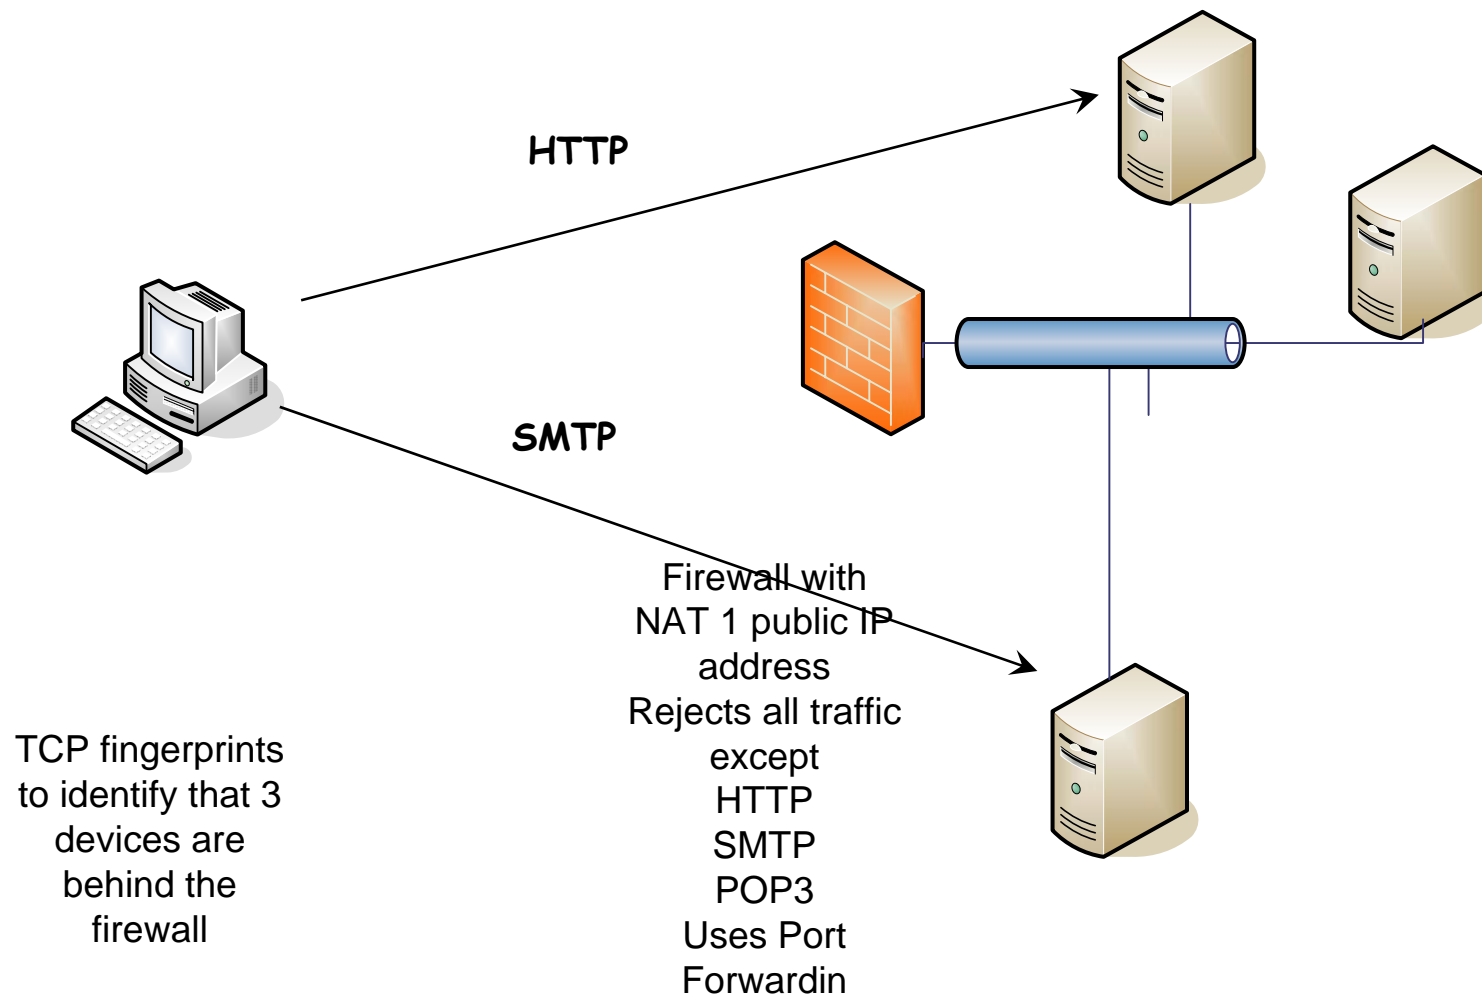 HTTP
SMTP
Firewall with
NAT 1 public IP
address
Rejects all traffic
except
HTTP
SMTP
POP3
Uses Port
Forwardin
TCP fingerprints
to identify that 3
devices are
behind the
firewall